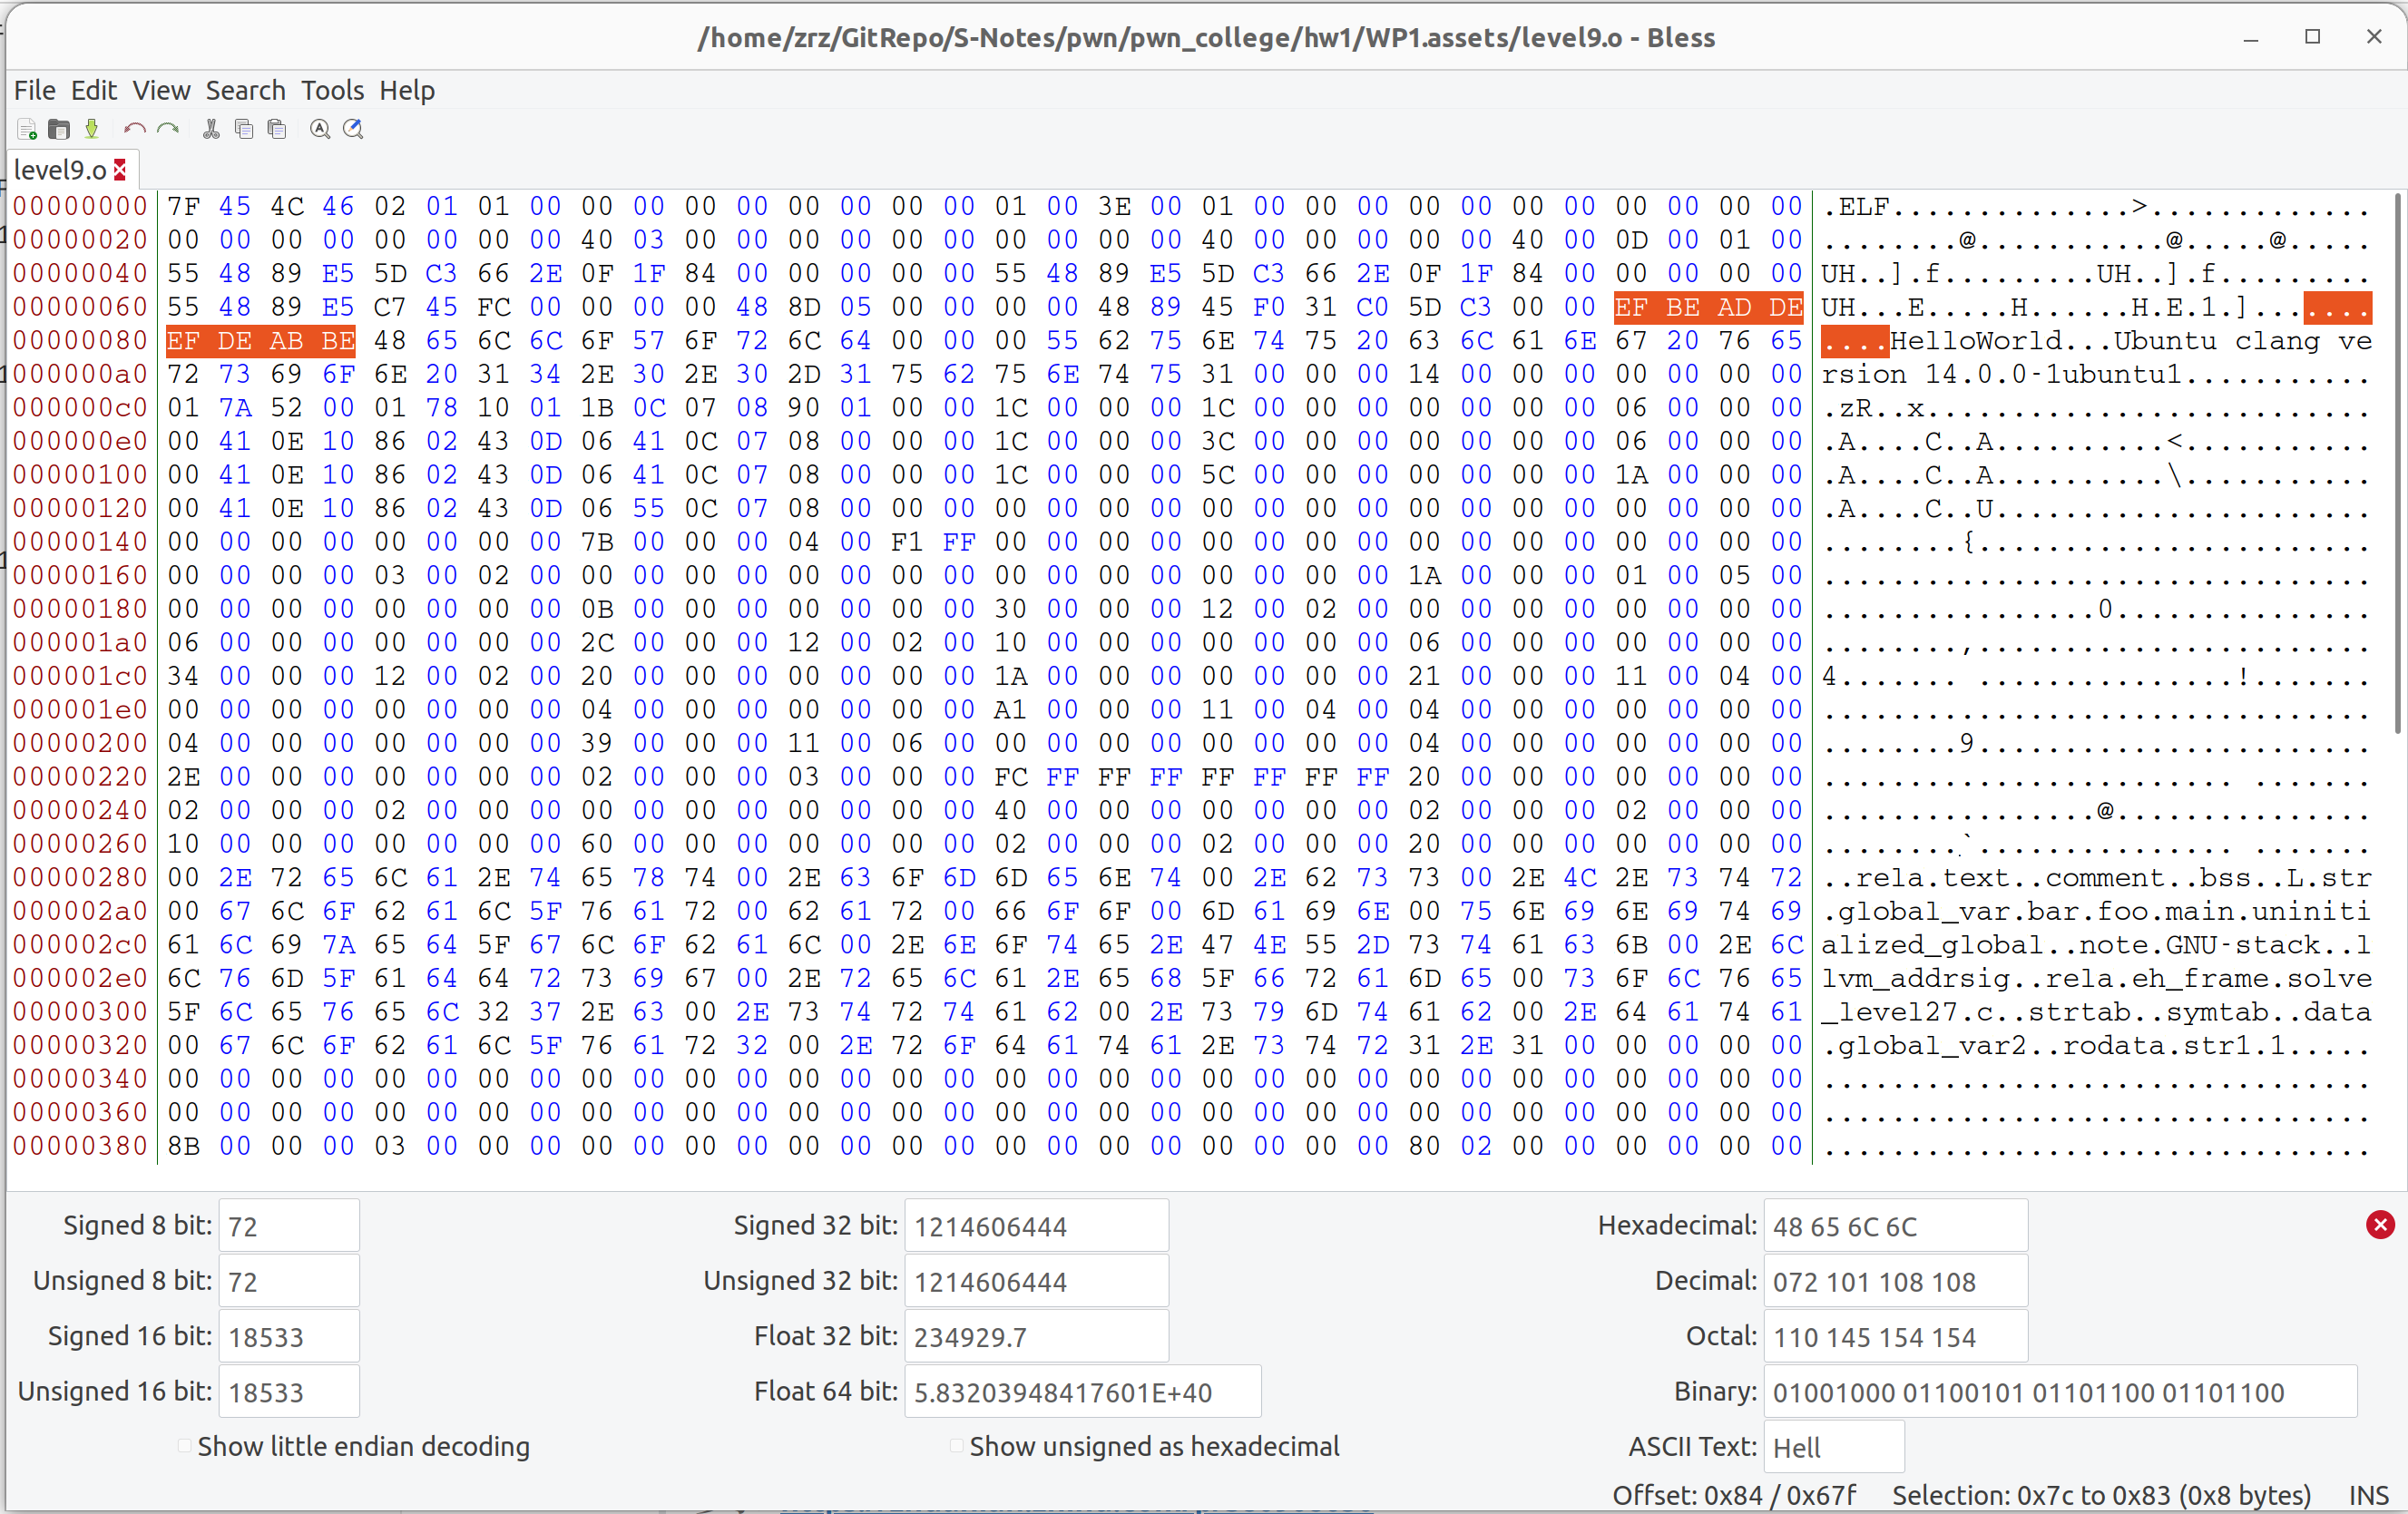 /home/zrz/GitRepo/S-Notes/pwn/pwn_college/hw1/WP1.assets/level9.o - Bless
File Edit View Search Tools Help
level9.o
00000000 7F 45 4C 46 02 01 01 00 00 00 00 00 00 00 00 00 01 00 3E 00 01 00 00 00 00 00 00 00 00 00 00 00 .ELF..............>.............
00000020 00 00 00 00 00 00 00 00 40 03 00 00 00 00 00 00 00 00 00 00 40 00 00 00 00 00 40 00 0D 00 01 00 ........@...........@.....@.....
00000040 55 48 89 E5 5D C3 66 2E 0F 1F 84 00 00 00 00 00 55 48 89 E5 5D C3 66 2E 0F 1F 84 00 00 00 00 00 UH..].f.........UH..].f.........
00000060 55 48 89 E5 C7 45 FC 00 00 00 00 48 8D 05 00 00 00 00 48 89 45 F0 31 C0 5D C3 00 00 EF BE AD DE UH...E.....H......H.E.1.].......
00000080 EF DE AB BE 48 65 6C 6C 6F 57 6F 72 6C 64 00 00 00 55 62 75 6E 74 75 20 63 6C 61 6E 67 20 76 65 ....HelloWorld...Ubuntu clang ve
000000a0 72 73 69 6F 6E 20 31 34 2E 30 2E 30 2D 31 75 62 75 6E 74 75 31 00 00 00 14 00 00 00 00 00 00 00 rsion 14.0.0-1ubuntu1...........
000000c0 01 7A 52 00 01 78 10 01 1B 0C 07 08 90 01 00 00 1C 00 00 00 1C 00 00 00 00 00 00 00 06 00 00 00 .zR..x..........................
000000e0 00 41 0E 10 86 02 43 0D 06 41 0C 07 08 00 00 00 1C 00 00 00 3C 00 00 00 00 00 00 00 06 00 00 00 .A....C..A..........<...........
00000100 00 41 0E 10 86 02 43 0D 06 41 0C 07 08 00 00 00 1C 00 00 00 5C 00 00 00 00 00 00 00 1A 00 00 00 .A....C..A..........\...........
00000120 00 41 0E 10 86 02 43 0D 06 55 0C 07 08 00 00 00 00 00 00 00 00 00 00 00 00 00 00 00 00 00 00 00 .A....C..U......................
00000140 00 00 00 00 00 00 00 00 7B 00 00 00 04 00 F1 FF 00 00 00 00 00 00 00 00 00 00 00 00 00 00 00 00 ........{.......................
00000160 00 00 00 00 03 00 02 00 00 00 00 00 00 00 00 00 00 00 00 00 00 00 00 00 1A 00 00 00 01 00 05 00 ................................
00000180 00 00 00 00 00 00 00 00 0B 00 00 00 00 00 00 00 30 00 00 00 12 00 02 00 00 00 00 00 00 00 00 00 ................0...............
000001a0 06 00 00 00 00 00 00 00 2C 00 00 00 12 00 02 00 10 00 00 00 00 00 00 00 06 00 00 00 00 00 00 00 ........,.......................
000001c0 34 00 00 00 12 00 02 00 20 00 00 00 00 00 00 00 1A 00 00 00 00 00 00 00 21 00 00 00 11 00 04 00 4....... ...............!.......
000001e0 00 00 00 00 00 00 00 00 04 00 00 00 00 00 00 00 A1 00 00 00 11 00 04 00 04 00 00 00 00 00 00 00 ................................
00000200 04 00 00 00 00 00 00 00 39 00 00 00 11 00 06 00 00 00 00 00 00 00 00 00 04 00 00 00 00 00 00 00 ........9.......................
00000220 2E 00 00 00 00 00 00 00 02 00 00 00 03 00 00 00 FC FF FF FF FF FF FF FF 20 00 00 00 00 00 00 00 ........................ .......
00000240 02 00 00 00 02 00 00 00 00 00 00 00 00 00 00 00 40 00 00 00 00 00 00 00 02 00 00 00 02 00 00 00 ................@...............
00000260 10 00 00 00 00 00 00 00 60 00 00 00 00 00 00 00 02 00 00 00 02 00 00 00 20 00 00 00 00 00 00 00 ........`............... .......
00000280 00 2E 72 65 6C 61 2E 74 65 78 74 00 2E 63 6F 6D 6D 65 6E 74 00 2E 62 73 73 00 2E 4C 2E 73 74 72 ..rela.text..comment..bss..L.str
000002a0 00 67 6C 6F 62 61 6C 5F 76 61 72 00 62 61 72 00 66 6F 6F 00 6D 61 69 6E 00 75 6E 69 6E 69 74 69 .global_var.bar.foo.main.uniniti
000002c0 61 6C 69 7A 65 64 5F 67 6C 6F 62 61 6C 00 2E 6E 6F 74 65 2E 47 4E 55 2D 73 74 61 63 6B 00 2E 6C alized_global..note.GNU-stack..l
000002e0 6C 76 6D 5F 61 64 64 72 73 69 67 00 2E 72 65 6C 61 2E 65 68 5F 66 72 61 6D 65 00 73 6F 6C 76 65 lvm_addrsig..rela.eh_frame.solve
00000300 5F 6C 65 76 65 6C 32 37 2E 63 00 2E 73 74 72 74 61 62 00 2E 73 79 6D 74 61 62 00 2E 64 61 74 61 _level27.c..strtab..symtab..data
00000320 00 67 6C 6F 62 61 6C 5F 76 61 72 32 00 2E 72 6F 64 61 74 61 2E 73 74 72 31 2E 31 00 00 00 00 00 .global_var2..rodata.str1.1.....
00000340 00 00 00 00 00 00 00 00 00 00 00 00 00 00 00 00 00 00 00 00 00 00 00 00 00 00 00 00 00 00 00 00 ................................
00000360 00 00 00 00 00 00 00 00 00 00 00 00 00 00 00 00 00 00 00 00 00 00 00 00 00 00 00 00 00 00 00 00 ................................
00000380 8B 00 00 00 03 00 00 00 00 00 00 00 00 00 00 00 00 00 00 00 00 00 00 00 80 02 00 00 00 00 00 00 ................................
Signed 8 bit: 72 Signed 32 bit: 1214606444 Hexadecimal: 48 65 6C 6C
Unsigned 8 bit: 72 Unsigned 32 bit: 1214606444 Decimal: 072 101 108 108
Signed 16 bit: 18533 Float 32 bit: 234929.7 Octal: 110 145 154 154
Unsigned 16 bit: 18533 Float 64 bit: 5.83203948417601E+40 Binary: 01001000 01100101 01101100 01101100
Show little endian decoding Show unsigned as hexadecimal ASCII Text: Hell
Offset: 0x84 / 0x67f Selection: 0x7c to 0x83 (0x8 bytes) INS